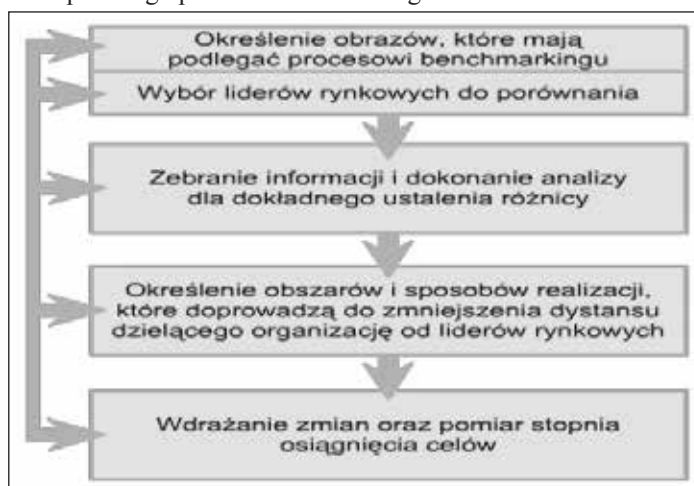 Określenie obrazów, które mają
podlegać procesowi benchmarkingu
Wybór liderów rynkowych do porównania
Zebranie informacji i dokonanie analizy
dla dokładnego ustalenia różnicy
Określenie obszarów i sposobów realizacji,
które doprowadzą do zmniejszenia dystansu
dzielącego organizację od liderów rynkowych
Wdrażanie zmian oraz pomiar stopnia
osiągnięcia celów